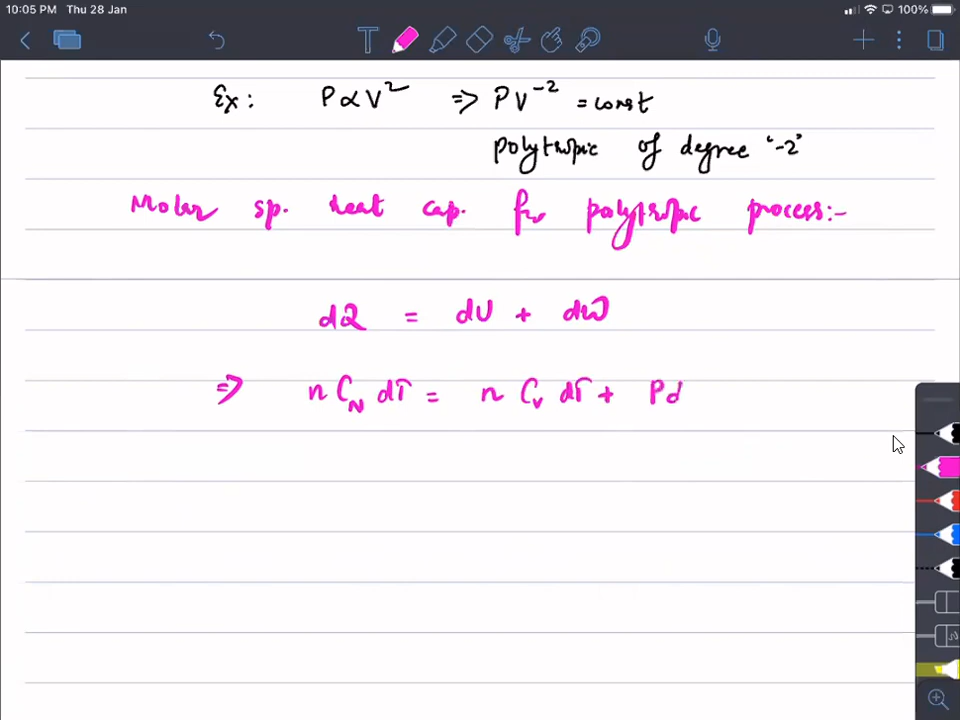 10:05 PM Thu 28 Jan 100%
T
Ex: P ∝ V² => PV⁻² = const
polytropic of degree '-2'
Molar sp. heat cap. for polytropic process:-
dQ = dU + dW
=> n C_N dT = n C_V dT + Pd